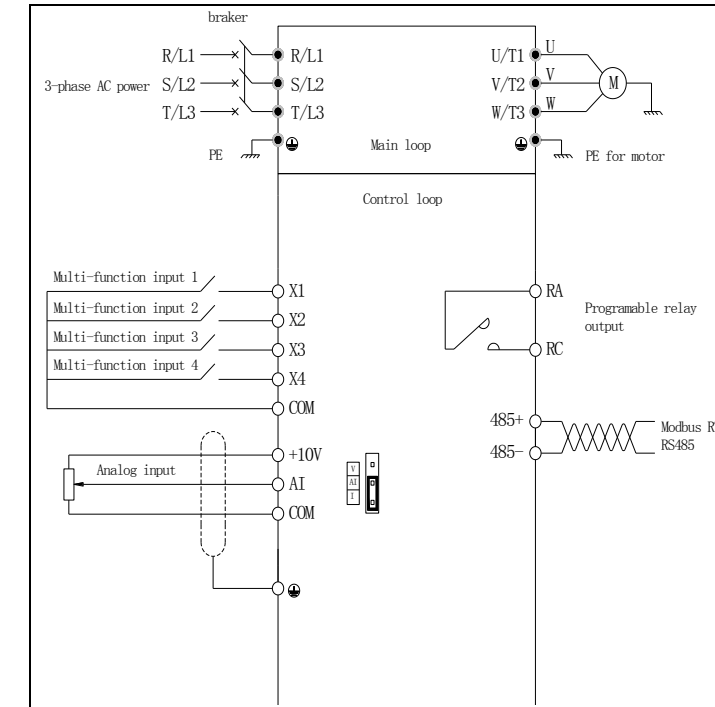 braker
R/L1 R/L1 U/T1 U
3-phase AC power S/L2 S/L2 V/T2 V M
T/L3 T/L3 W/T3 W
PE Main loop PE for motor
Control loop
Multi-function input 1 X1 RA
Multi-function input 2 X2 Programable relay
output
Multi-function input 3 X3 RC
Multi-function input 4 X4
COM 485+ Modbus R
RS485
+10V 485-
Analog input AI V
AI
I
COM